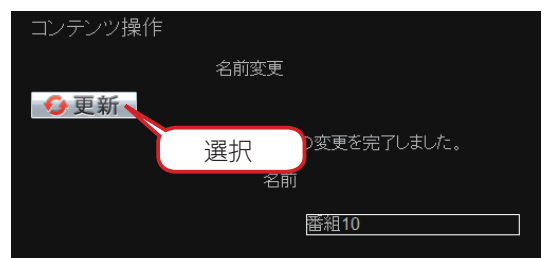 コンテンツ操作
名前変更
更新
選択
の変更を完了しました。
名前
番組10